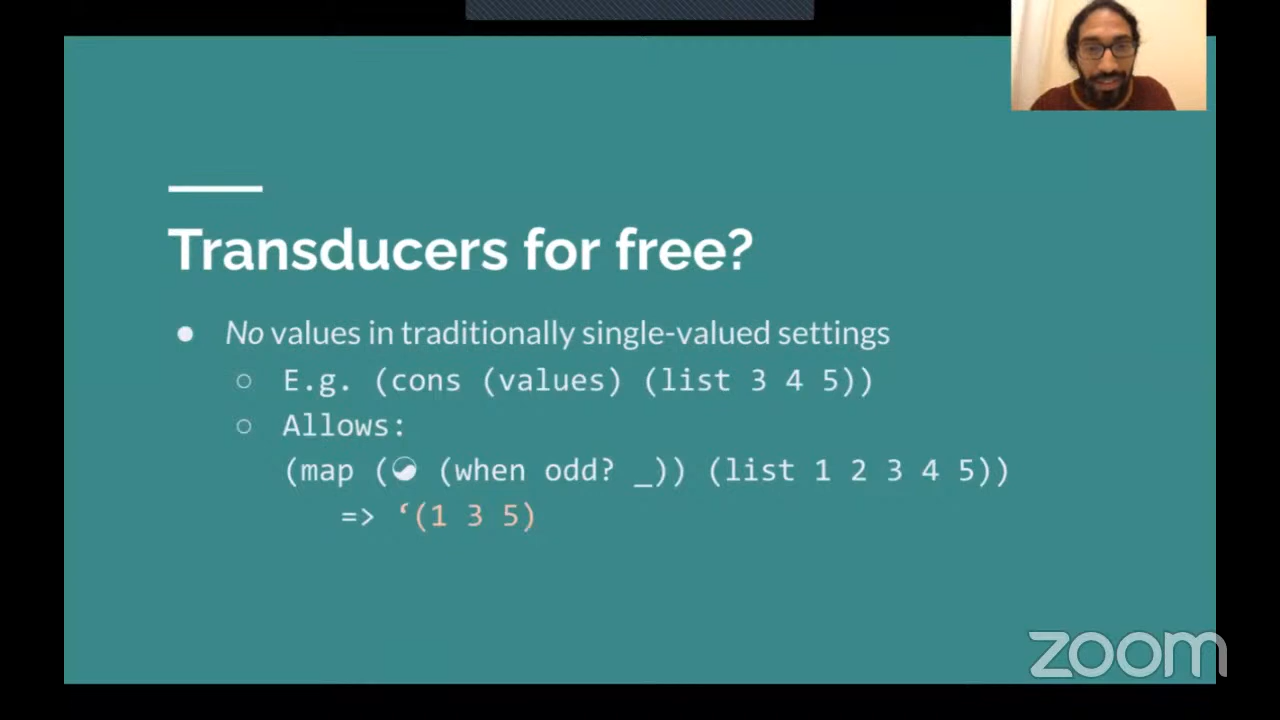 Transducers for free?
● No values in traditionally single-valued settings
○ E.g. (cons (values) (list 3 4 5))
○ Allows:
(map (☯ (when odd? _)) (list 1 2 3 4 5))
=> ‘(1 3 5)
zoom